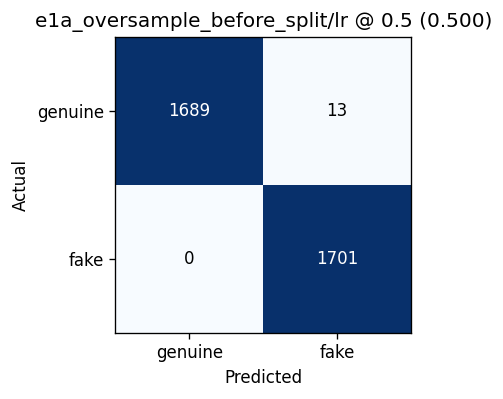 e1a_oversample_before_split/lr @ 0.5 (0.500)
Actual
genuine
1689 13
fake
0 1701
genuine fake
Predicted